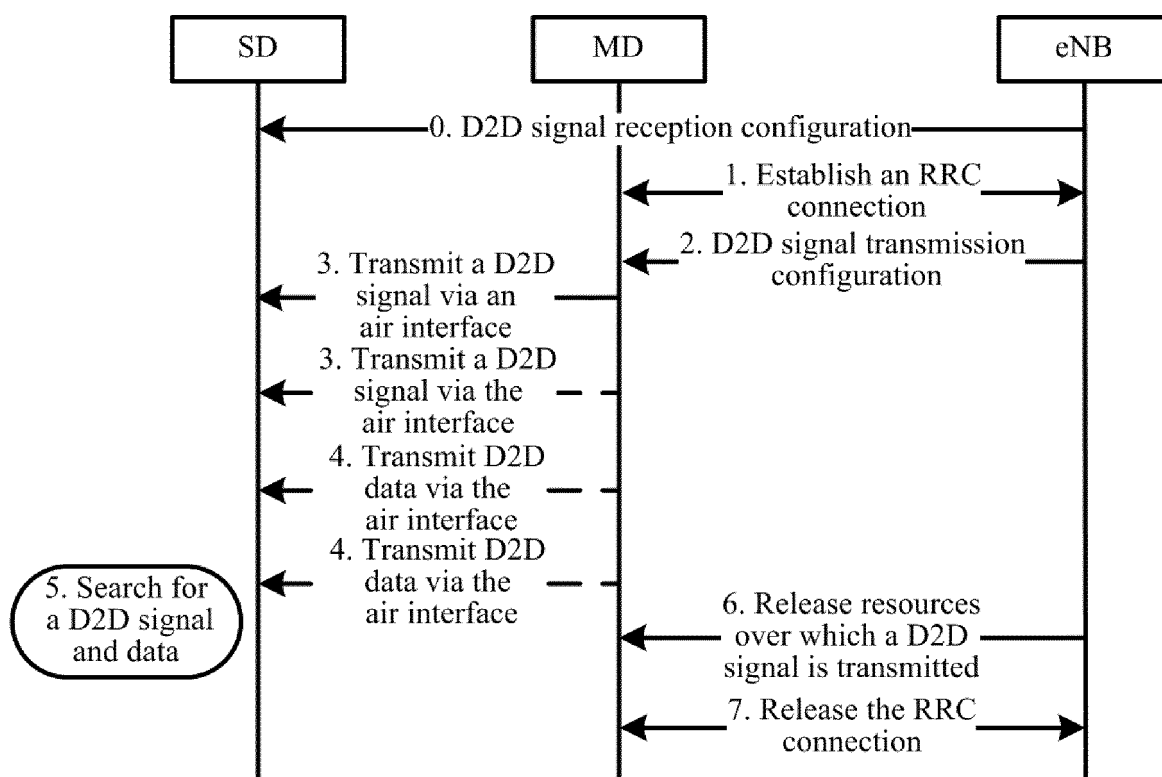 SD
MD
eNB
0. D2D signal reception configuration
1. Establish an RRC
connection
2. D2D signal transmission
configuration
3. Transmit a D2D
signal via an
air interface
3. Transmit a D2D
signal via the
air interface
4. Transmit D2D
data via the
air interface
4. Transmit D2D
data via the
air interface
5. Search for
a D2D signal
and data
6. Release resources
over which a D2D
signal is transmitted
7. Release the RRC
connection